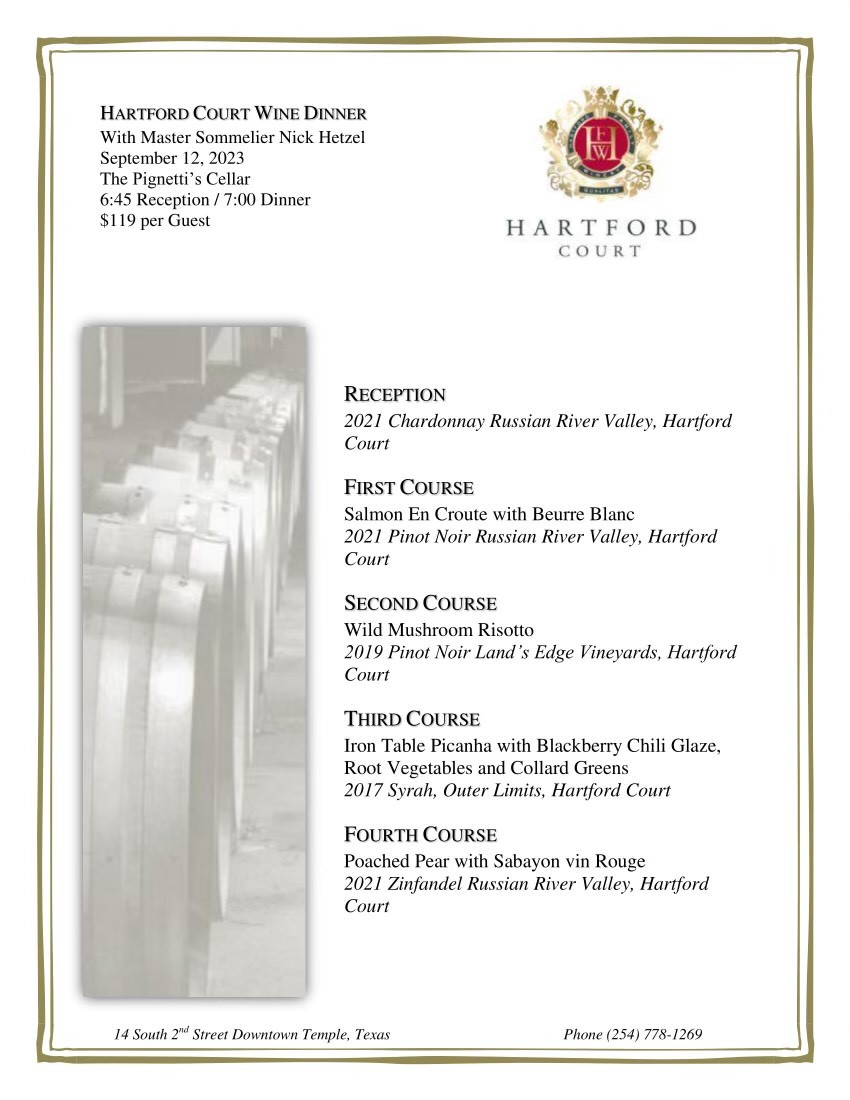 HARTFORD COURT WINE DINNER
With Master Sommelier Nick Hetzel
September 12, 2023
The Pignetti’s Cellar
6:45 Reception / 7:00 Dinner
$119 per Guest
HFW
HARTFORD
COURT
RECEPTION
2021 Chardonnay Russian River Valley, Hartford
Court
FIRST COURSE
Salmon En Croute with Beurre Blanc
2021 Pinot Noir Russian River Valley, Hartford
Court
SECOND COURSE
Wild Mushroom Risotto
2019 Pinot Noir Land’s Edge Vineyards, Hartford
Court
THIRD COURSE
Iron Table Picanha with Blackberry Chili Glaze,
Root Vegetables and Collard Greens
2017 Syrah, Outer Limits, Hartford Court
FOURTH COURSE
Poached Pear with Sabayon vin Rouge
2021 Zinfandel Russian River Valley, Hartford
Court
14 South 2nd Street Downtown Temple, Texas
Phone (254) 778-1269